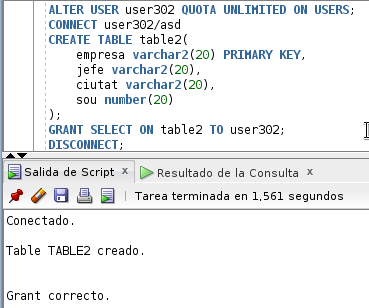 ALTER USER user302 QUOTA UNLIMITED ON USERS;
CONNECT user302/asd
CREATE TABLE table2(
empresa varchar2(20) PRIMARY KEY,
jefe varchar2(20),
ciutat varchar2(20),
sou number(20)
);
GRANT SELECT ON table2 TO user302;
DISCONNECT;
Salida de Script x Resultado de la Consulta x
Tarea terminada en 1,561 segundos
Conectado.
Table TABLE2 creado.
Grant correcto.